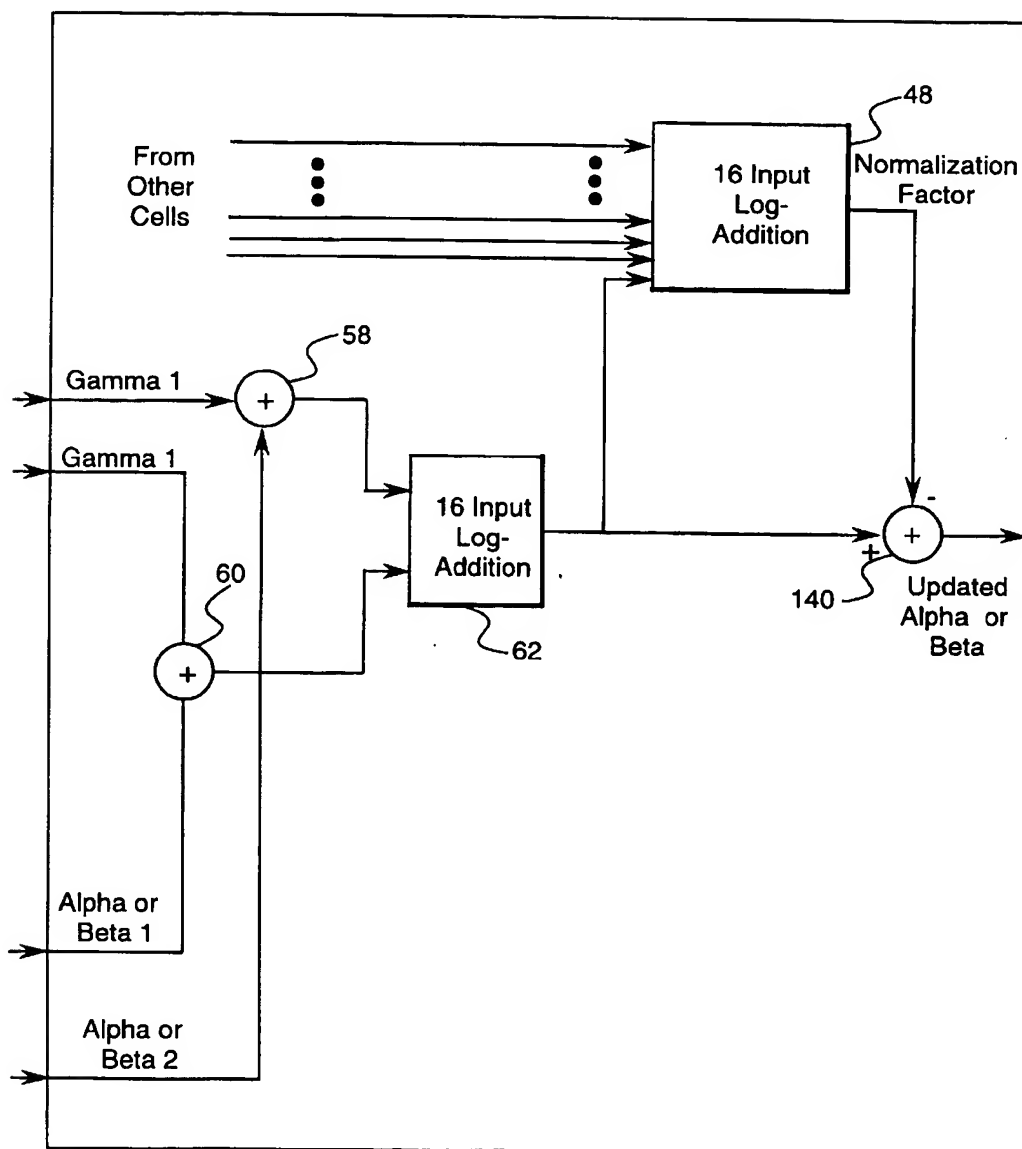 48
From
Other
Cells
16 Input
Log-
Addition
Normalization
Factor
58
Gamma 1
+
Gamma 1
16 Input
Log-
Addition
-
+
+
60
140
Updated
Alpha or
Beta
62
+
Alpha or
Beta 1
Alpha or
Beta 2